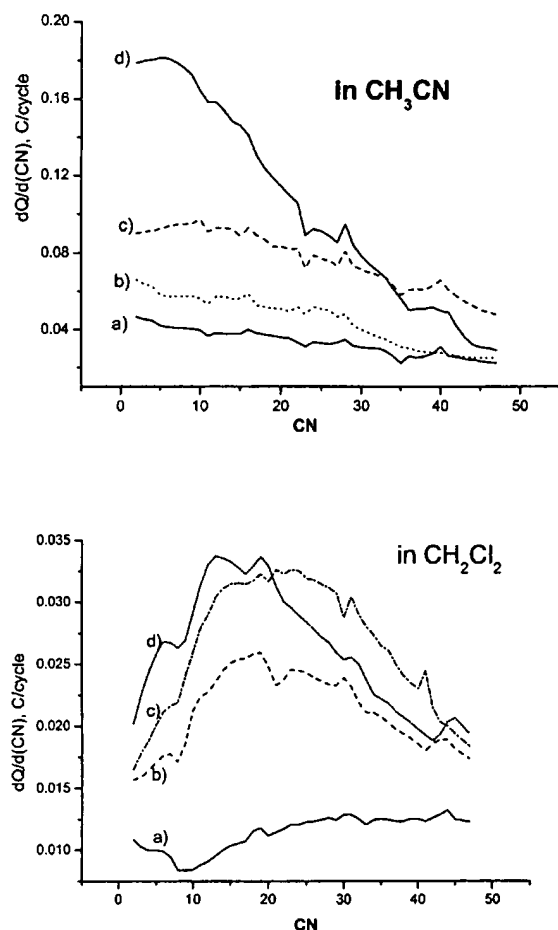 0.20
0.16
0.12
0.08
0.04
dQ/d(CN), C/cycle
d)
c)
b)
a)
in CH₃CN
0 10 20 30 40 50
CN
0.035
0.030
0.025
0.020
0.015
0.010
dQ/d(CN), C/cycle
in CH₂Cl₂
d)
c)
b)
a)
0 10 20 30 40 50
CN